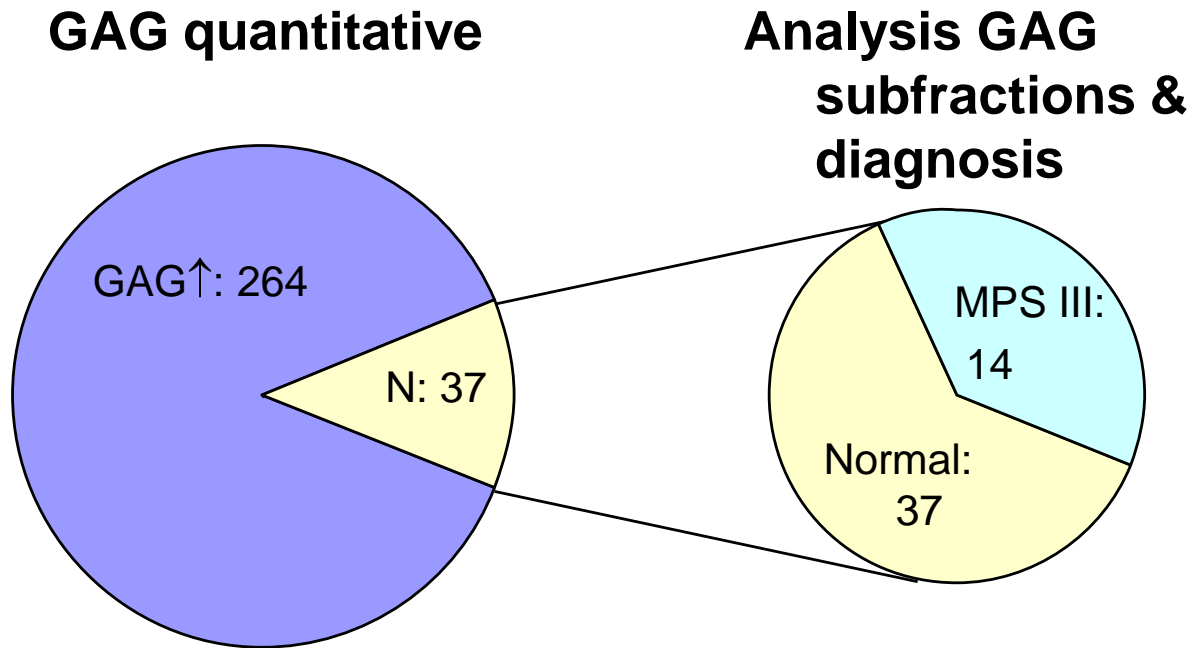 GAG quantitative
Analysis GAG
subfractions &
diagnosis
GAG↑: 264
N: 37
MPS III:
14
Normal:
37